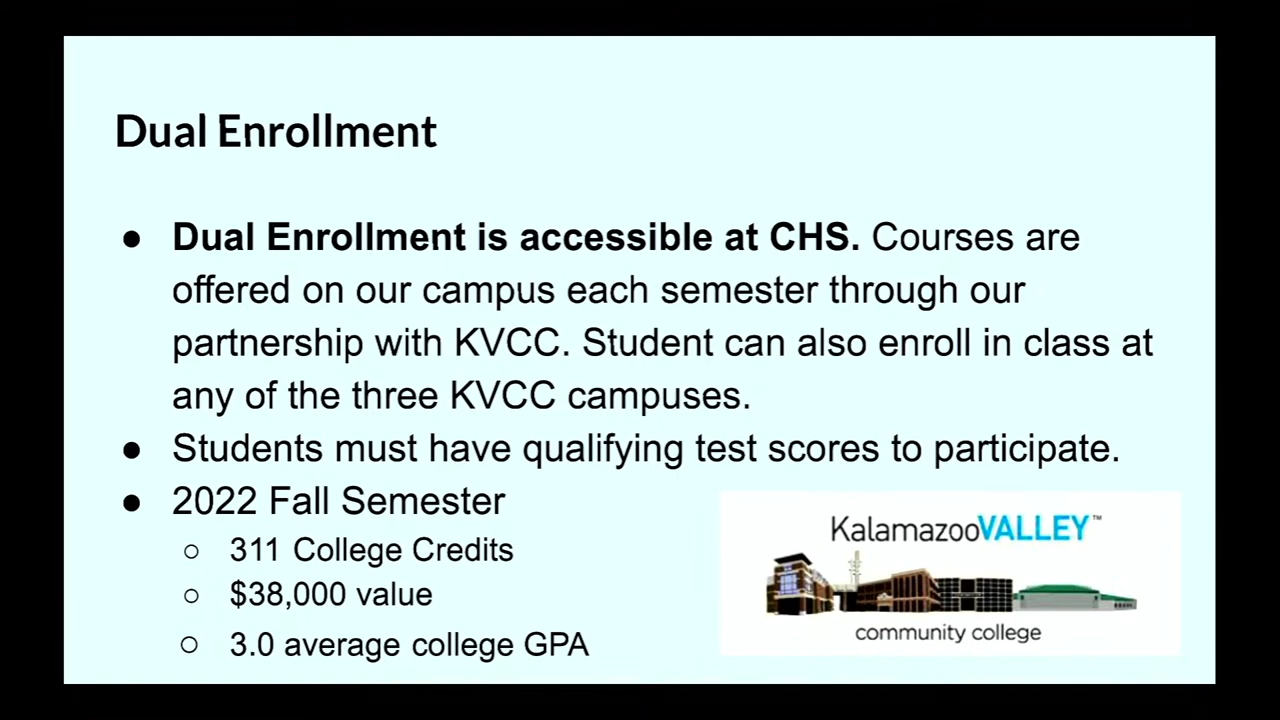 Dual Enrollment
● Dual Enrollment is accessible at CHS. Courses are
offered on our campus each semester through our
partnership with KVCC. Student can also enroll in class at
any of the three KVCC campuses.
● Students must have qualifying test scores to participate.
● 2022 Fall Semester
○ 311 College Credits
○ $38,000 value
○ 3.0 average college GPA
KalamazooVALLEY™
community college